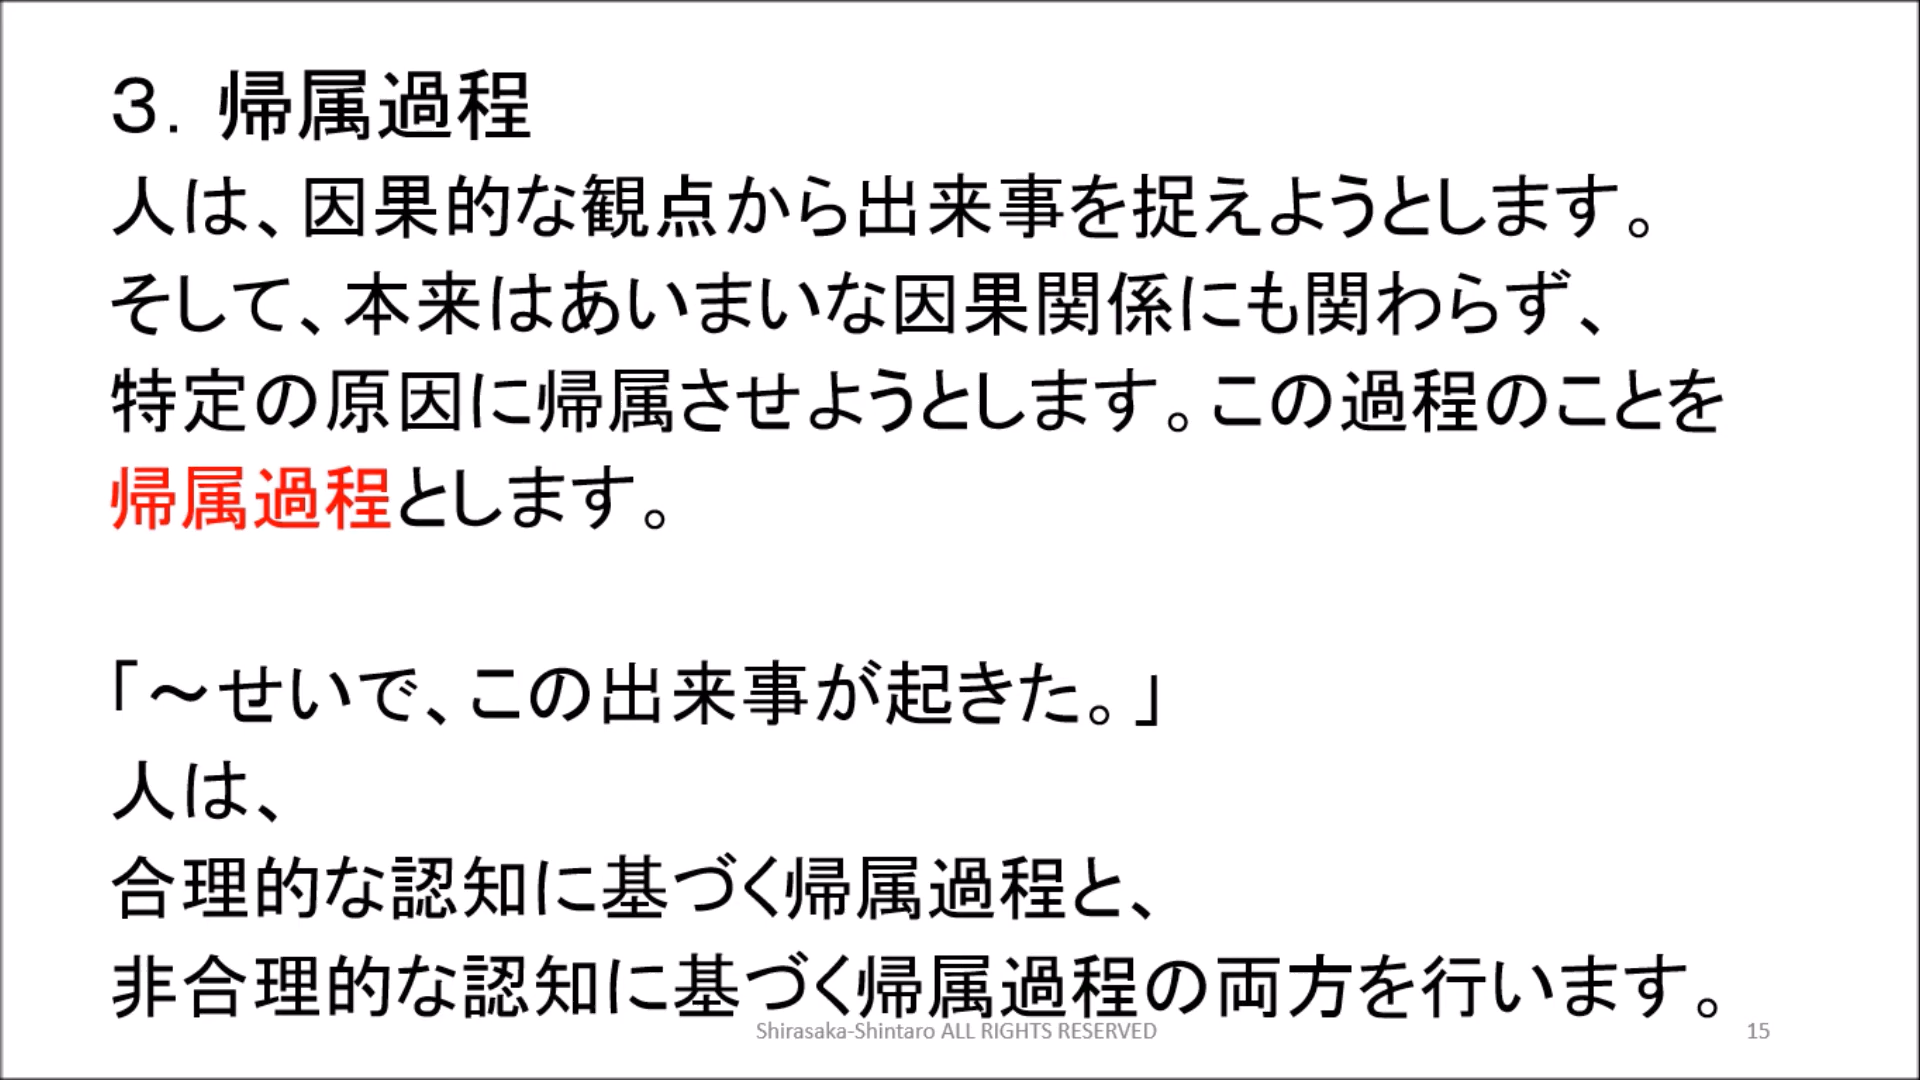 ３．帰属過程
人は、因果的な観点から出来事を捉えようとします。
そして、本来はあいまいな因果関係にも関わらず、
特定の原因に帰属させようとします。この過程のことを
帰属過程とします。
「～せいで、この出来事が起きた。」
人は、
合理的な認知に基づく帰属過程と、
非合理的な認知に基づく帰属過程の両方を行います。
Shirasaka-Shintaro ALL RIGHTS RESERVED
15